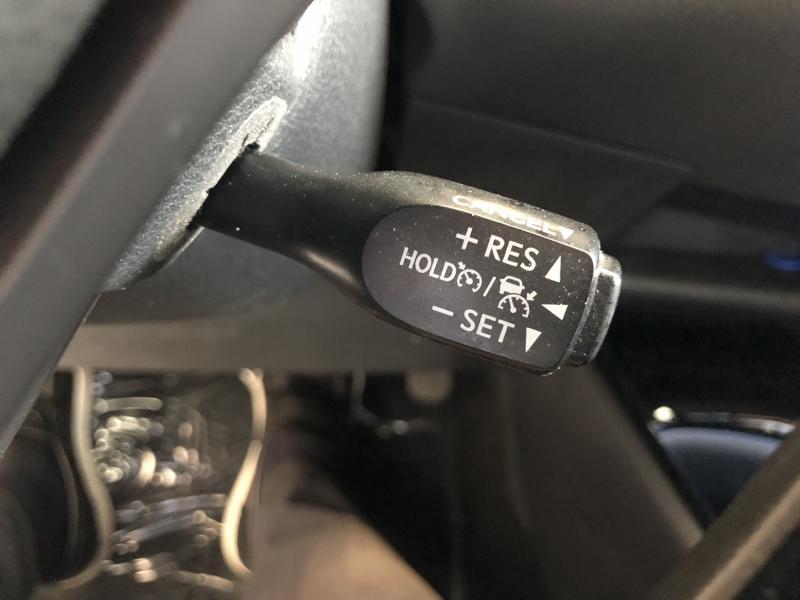 CANCEL▼
+ RES ▲
HOLD / ◀
− SET ▼